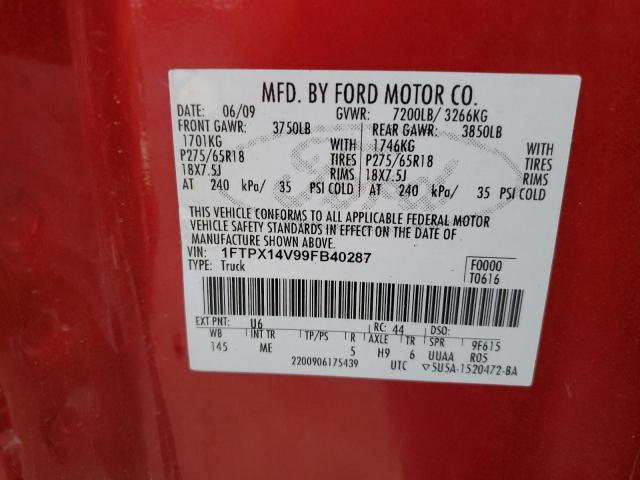 MFD. BY FORD MOTOR CO.
DATE: 06/09 GVWR: 7200LB/ 3266KG
FRONT GAWR: 3750LB REAR GAWR: 3850LB
1701KG WITH 1746KG WITH
P275/65R18 TIRES P275/65R18 TIRES
18X7.5J RIMS 18X7.5J RIMS
AT 240 kPa/ 35 PSI COLD AT 240 kPa/ 35 PSI COLD
THIS VEHICLE CONFORMS TO ALL APPLICABLE FEDERAL MOTOR
VEHICLE SAFETY STANDARDS IN EFFECT ON THE DATE OF
MANUFACTURE SHOWN ABOVE.
VIN: 1FTPX14V99FB40287 F0000
TYPE: Truck T0616
EXT PNT: U6 RC: 44 DSO:
WB INT TR TP/PS R AXLE TR SPR 9F615
145 ME 5 H9 6 UUAA R05
2200906175439 UTC ▽5U5A-1520472-BA
Ford